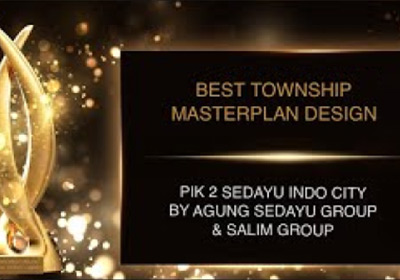 BEST TOWNSHIP
MASTERPLAN DESIGN
PIK 2 SEDAYU INDO CITY
BY AGUNG SEDAYU GROUP
& SALIM GROUP